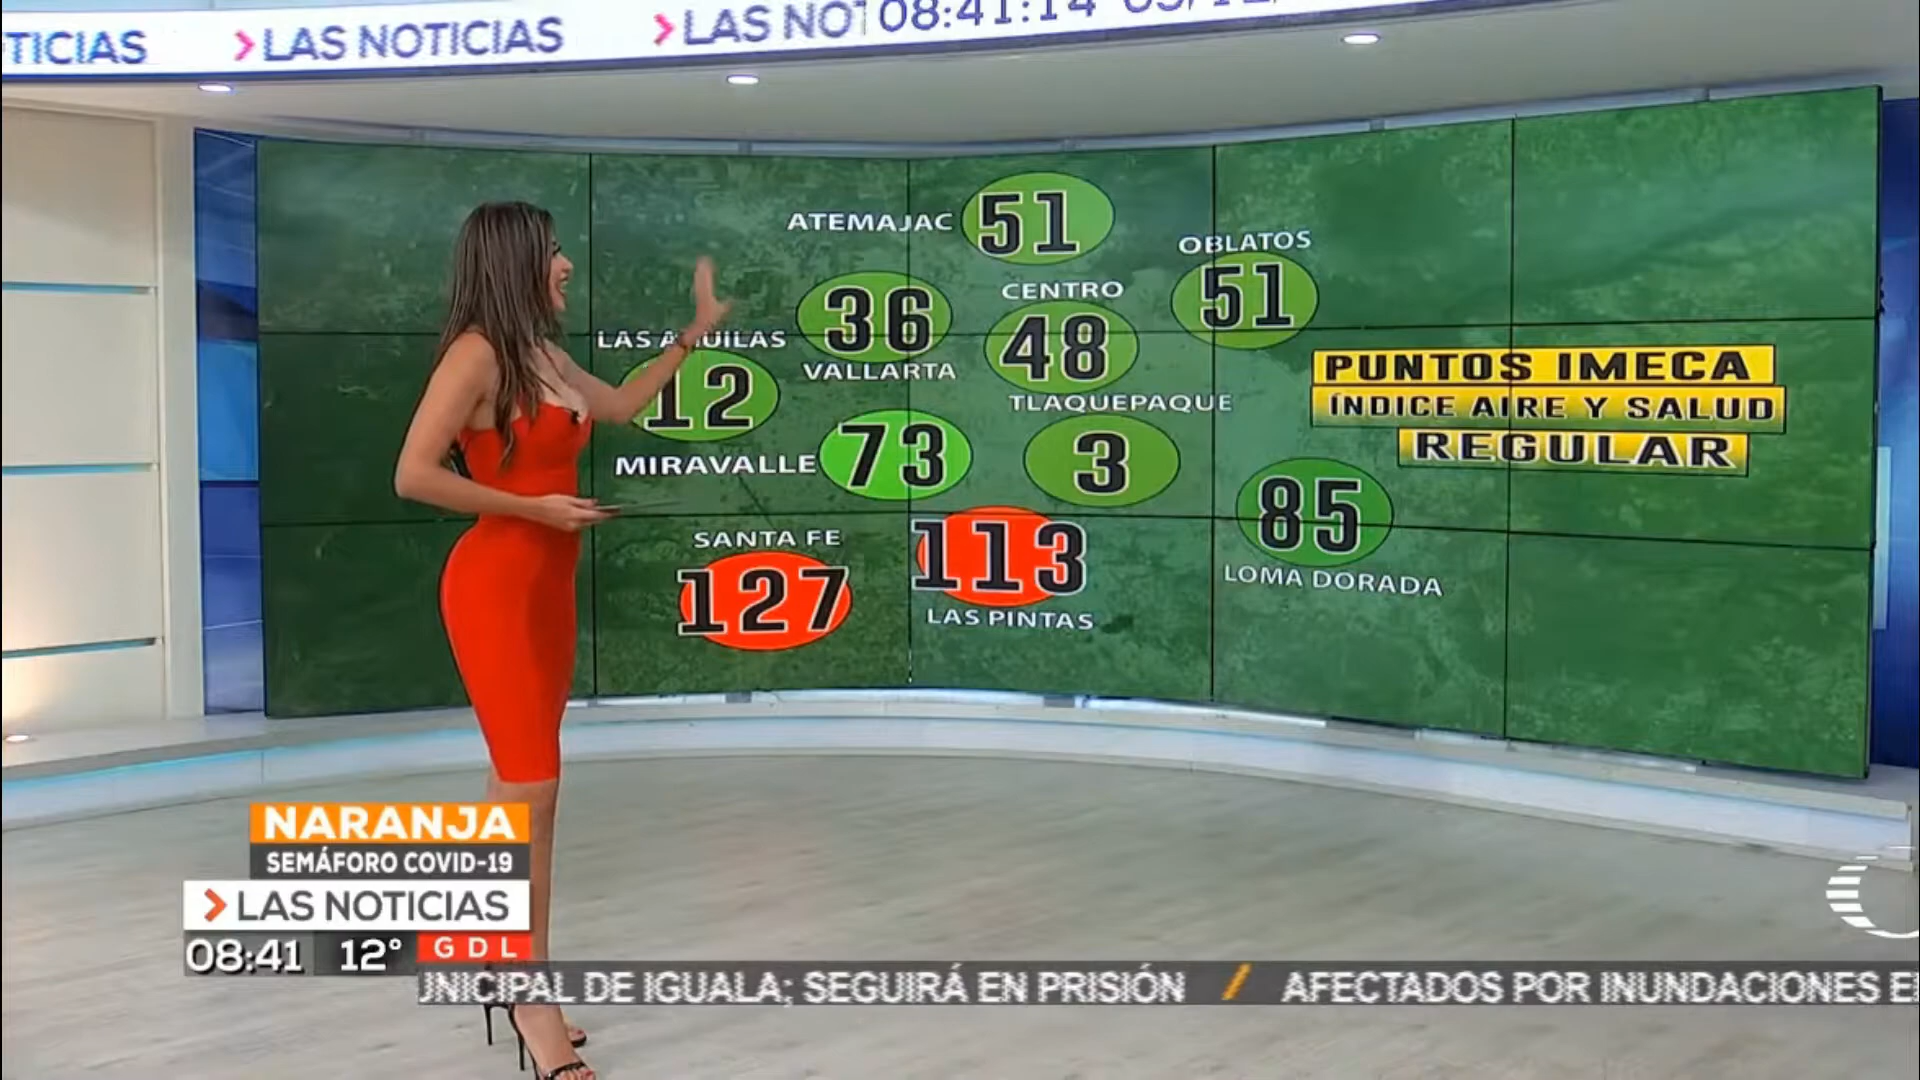 TICIAS
LAS NOTICIAS
LAS NOT
08:41:14
ATEMAJAC 51
OBLATOS
51
36
VALLARTA
CENTRO
48
LAS AGUILAS
12
TLAQUEPAQUE
3
MIRAVALLE 73
PUNTOS IMECA
ÍNDICE AIRE Y SALUD
REGULAR
85
LOMA DORADA
SANTA FE
127
113
LAS PINTAS
NARANJA
SEMÁFORO COVID-19
LAS NOTICIAS
08:41 12° GDL
UNICIPAL DE IGUALA; SEGUIRÁ EN PRISIÓN / AFECTADOS POR INUNDACIONES E